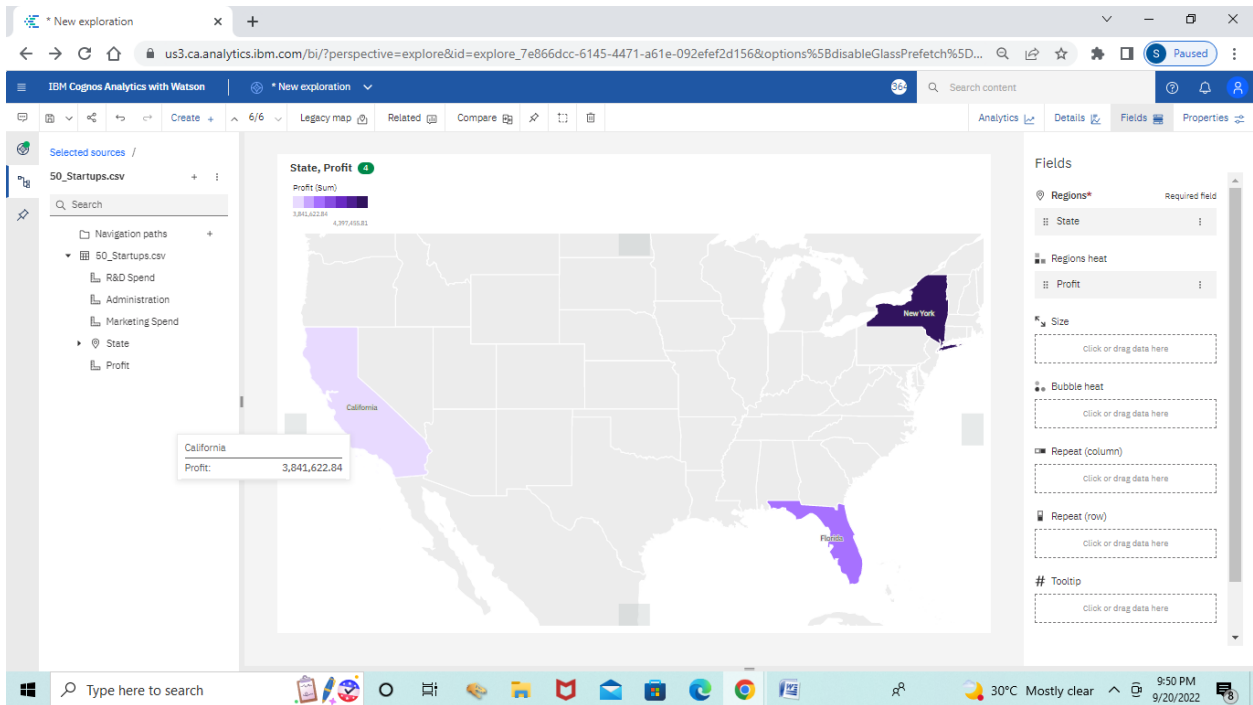 * New exploration
us3.ca.analytics.ibm.com/bi/?perspective=explore&id=explore_7e866dcc-6145-4471-a61e-092efef2d156&options%5BdisableGlassPrefetch%5D...
S Paused
IBM Cognos Analytics with Watson
* New exploration
364
Search content
Create +
6/6
Legacy map
Related
Compare
Analytics
Details
Fields
Properties
Selected sources /
50_Startups.csv
Search
Navigation paths
50_Startups.csv
R&D Spend
Administration
Marketing Spend
State
Profit
State, Profit 4
Profit (Sum)
3,841,622.84
4,397,456.81
New York
California
Florida
California
Profit: 3,841,622.84
Fields
Regions* Required field
State
Regions heat
Profit
Size
Click or drag data here
Bubble heat
Click or drag data here
Repeat (column)
Click or drag data here
Repeat (row)
Click or drag data here
Tooltip
Click or drag data here
Type here to search
30°C Mostly clear
9:50 PM
9/20/2022
8